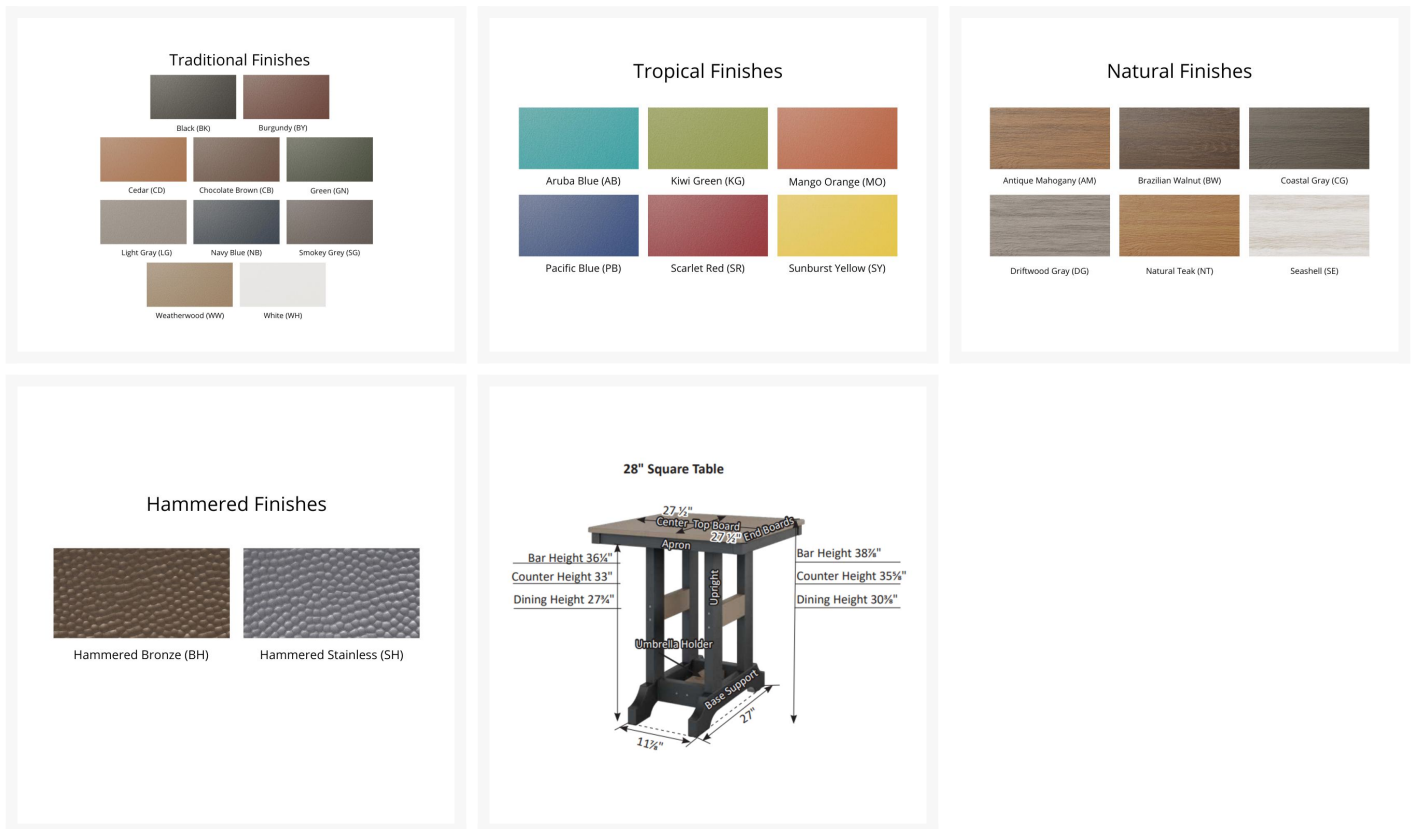 Traditional Finishes
Black (BK)
Burgundy (BY)
Cedar (CD)
Chocolate Brown (CB)
Green (GN)
Light Gray (LG)
Navy Blue (NB)
Smokey Grey (SG)
Weatherwood (WW)
White (WH)
Tropical Finishes
Aruba Blue (AB)
Kiwi Green (KG)
Mango Orange (MO)
Pacific Blue (PB)
Scarlet Red (SR)
Sunburst Yellow (SY)
Natural Finishes
Antique Mahogany (AM)
Brazilian Walnut (BW)
Coastal Gray (CG)
Driftwood Gray (DG)
Natural Teak (NT)
Seashell (SE)
Hammered Finishes
Hammered Bronze (BH)
Hammered Stainless (SH)
28" Square Table
27 ½"
Center Top Board
27 ½"
End Boards
Apron
Bar Height 36¼"
Counter Height 33"
Dining Height 27¾"
Bar Height 38⅞"
Counter Height 35⅝"
Dining Height 30⅜"
Upright
Umbrella Holder
Base Support
27"
11⅞"